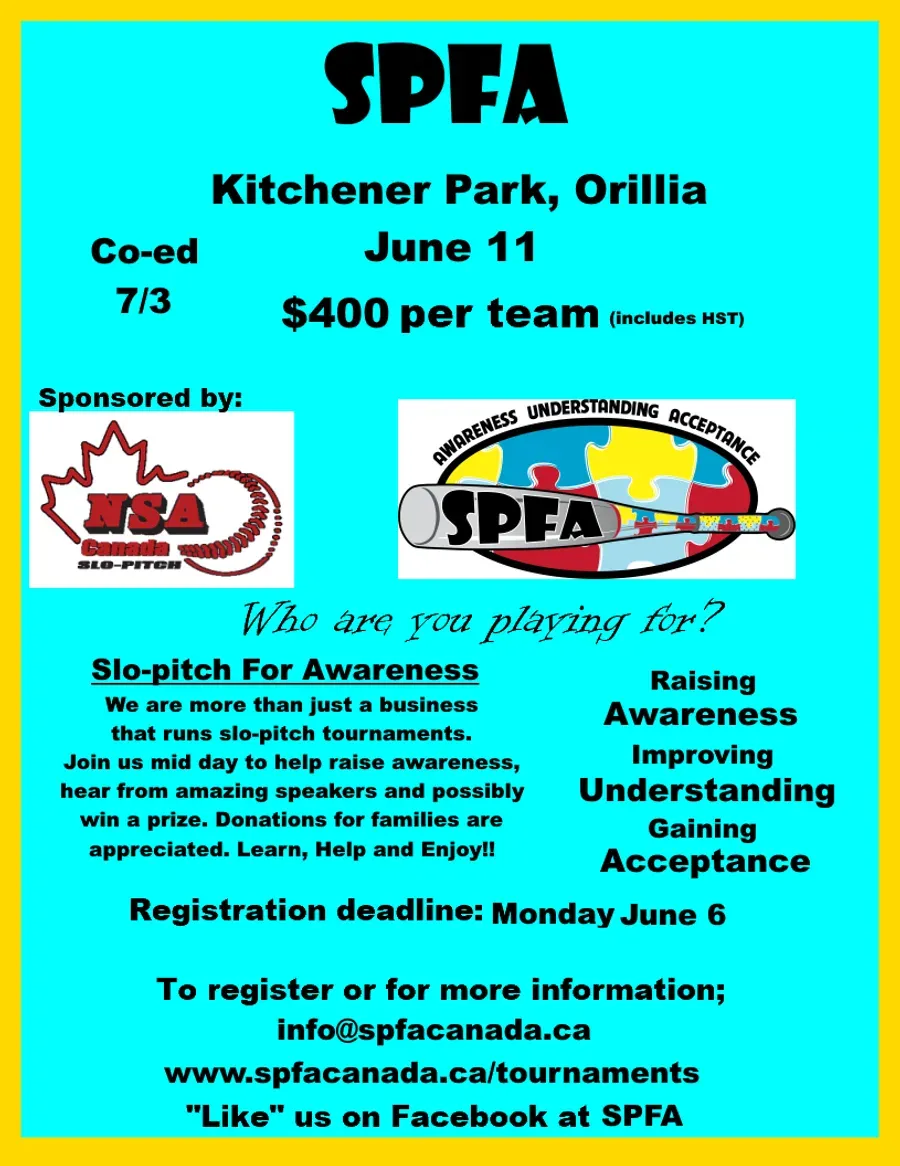 SPFA
Kitchener Park, Orillia
Co-ed
7/3
June 11
$400 per team (includes HST)
Sponsored by:
NSA
Canada
SLO-PITCH
AWARENESS UNDERSTANDING ACCEPTANCE
SPFA
Who are you playing for?
Slo-pitch For Awareness
We are more than just a business
that runs slo-pitch tournaments.
Join us mid day to help raise awareness,
hear from amazing speakers and possibly
win a prize. Donations for families are
appreciated. Learn, Help and Enjoy!!
Raising
Awareness
Improving
Understanding
Gaining
Acceptance
Registration deadline: Monday June 6
To register or for more information;
info@spfacanada.ca
www.spfacanada.ca/tournaments
"Like" us on Facebook at SPFA